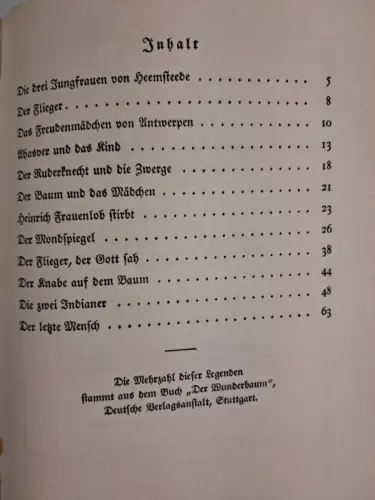 Inhalt
Die drei Jungfrauen von Heemsteede . . . . . . . . . . . 5
Der Flieger . . . . . . . . . . . . . . . . . . . . . . . . 8
Das Freudenmädchen von Antwerpen . . . . . . . . . . . 10
Ahasver und das Kind . . . . . . . . . . . . . . . . . . 13
Der Ruderknecht und die Zwerge . . . . . . . . . . . . 18
Der Baum und das Mädchen . . . . . . . . . . . . . . . 21
Heinrich Frauenlob stirbt . . . . . . . . . . . . . . . . 23
Der Mondspiegel . . . . . . . . . . . . . . . . . . . . 26
Der Flieger, der Gott sah . . . . . . . . . . . . . . . . 38
Der Knabe auf dem Baum . . . . . . . . . . . . . . . . 44
Die zwei Indianer . . . . . . . . . . . . . . . . . . . 48
Der letzte Mensch . . . . . . . . . . . . . . . . . . . 63
Die Mehrzahl dieser Legenden
stammt aus dem Buch „Der Wunderbaum",
Deutsche Verlagsanstalt, Stuttgart.